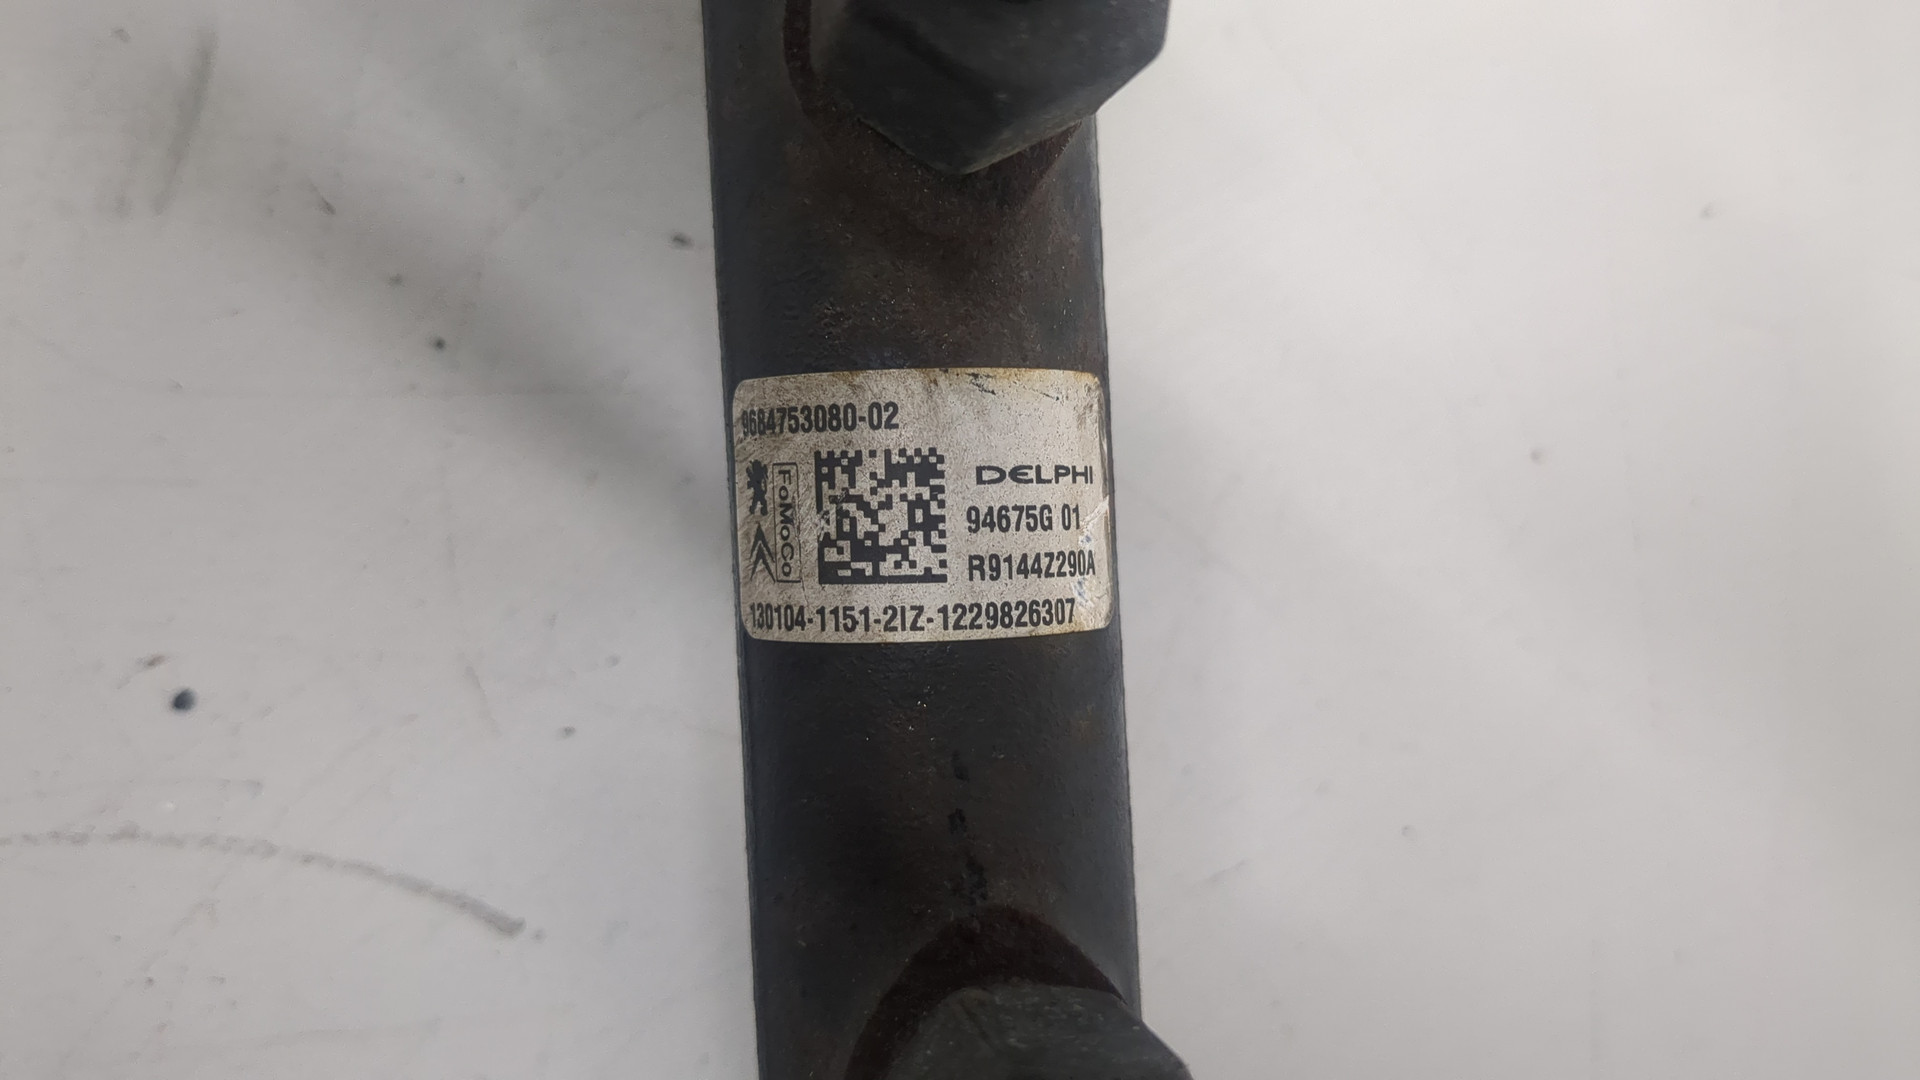 9684753080-02
FoMoCo
DELPHI
94675G 01
R9144Z290A
130104-1151-2IZ-1229826307